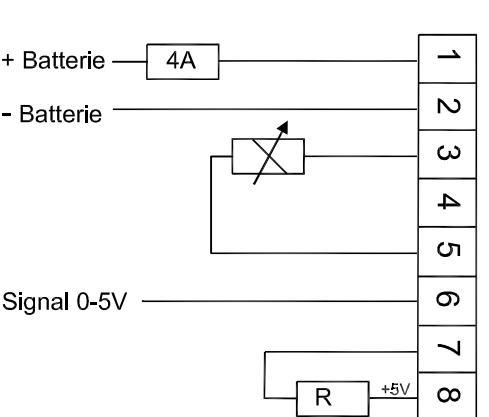 + Batterie 4A 1
- Batterie 2
3
4
5
Signal 0-5V 6
7
R +5V 8